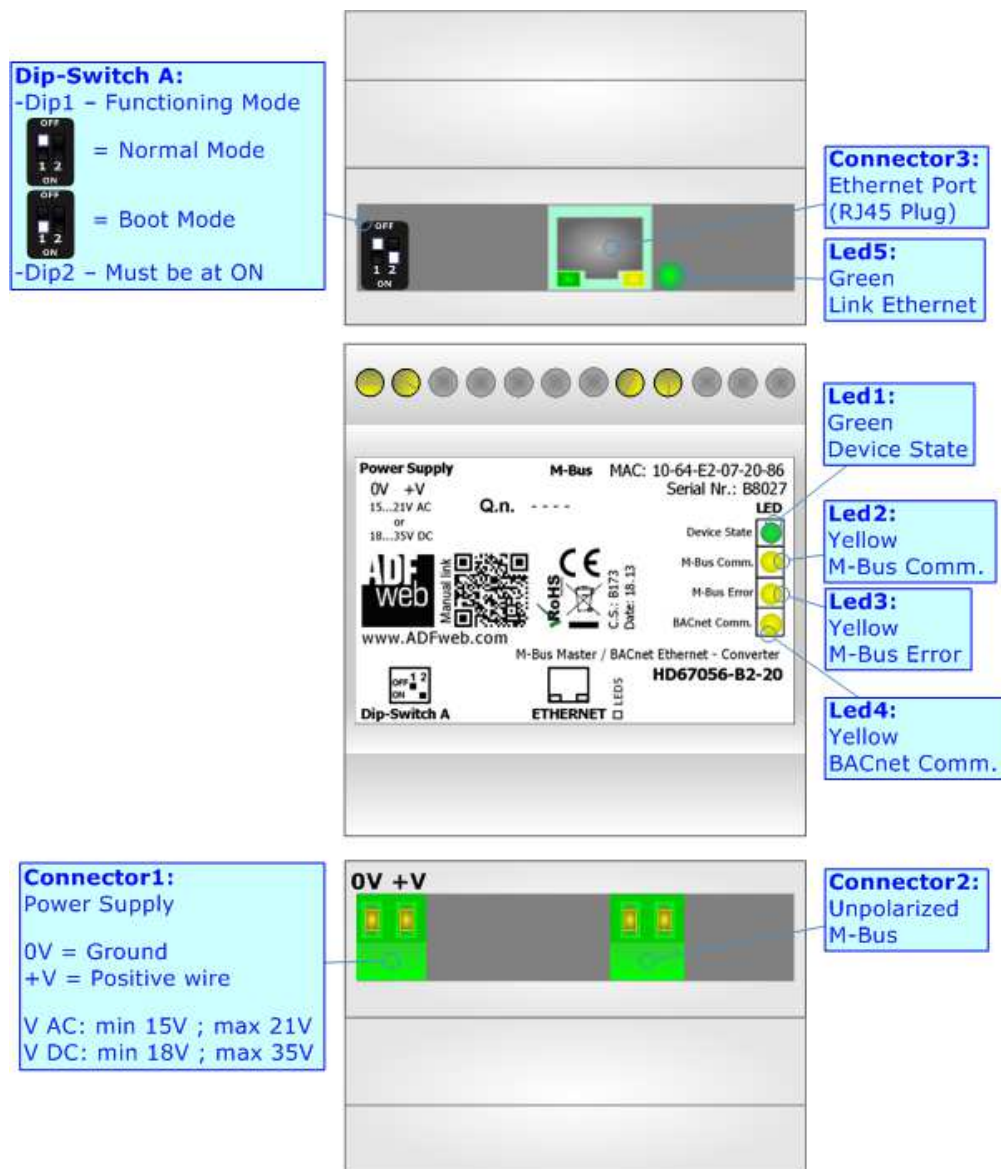 Dip-Switch A:
-Dip1 – Functioning Mode
OFF
1 2
ON
= Normal Mode
OFF
1 2
ON
= Boot Mode
-Dip2 – Must be at ON
OFF
1 2
ON
Connector3:
Ethernet Port
(RJ45 Plug)
Led5:
Green
Link Ethernet
Power Supply
0V +V
15...21V AC
or
18...35V DC
M-Bus
MAC: 10-64-E2-07-20-86
Serial Nr.: B8027
Q.n. - - - -
LED
Device State
M-Bus Comm.
M-Bus Error
BACnet Comm.
ADF
web
Manual link
RoHS
CE
C.S.: B173
Date: 18.13
www.ADFweb.com
M-Bus Master / BACnet Ethernet - Converter
HD67056-B2-20
OFF 1 2
ON
Dip-Switch A
ETHERNET
LED5
Led1:
Green
Device State
Led2:
Yellow
M-Bus Comm.
Led3:
Yellow
M-Bus Error
Led4:
Yellow
BACnet Comm.
Connector1:
Power Supply
0V = Ground
+V = Positive wire
V AC: min 15V ; max 21V
V DC: min 18V ; max 35V
0V +V
Connector2:
Unpolarized
M-Bus